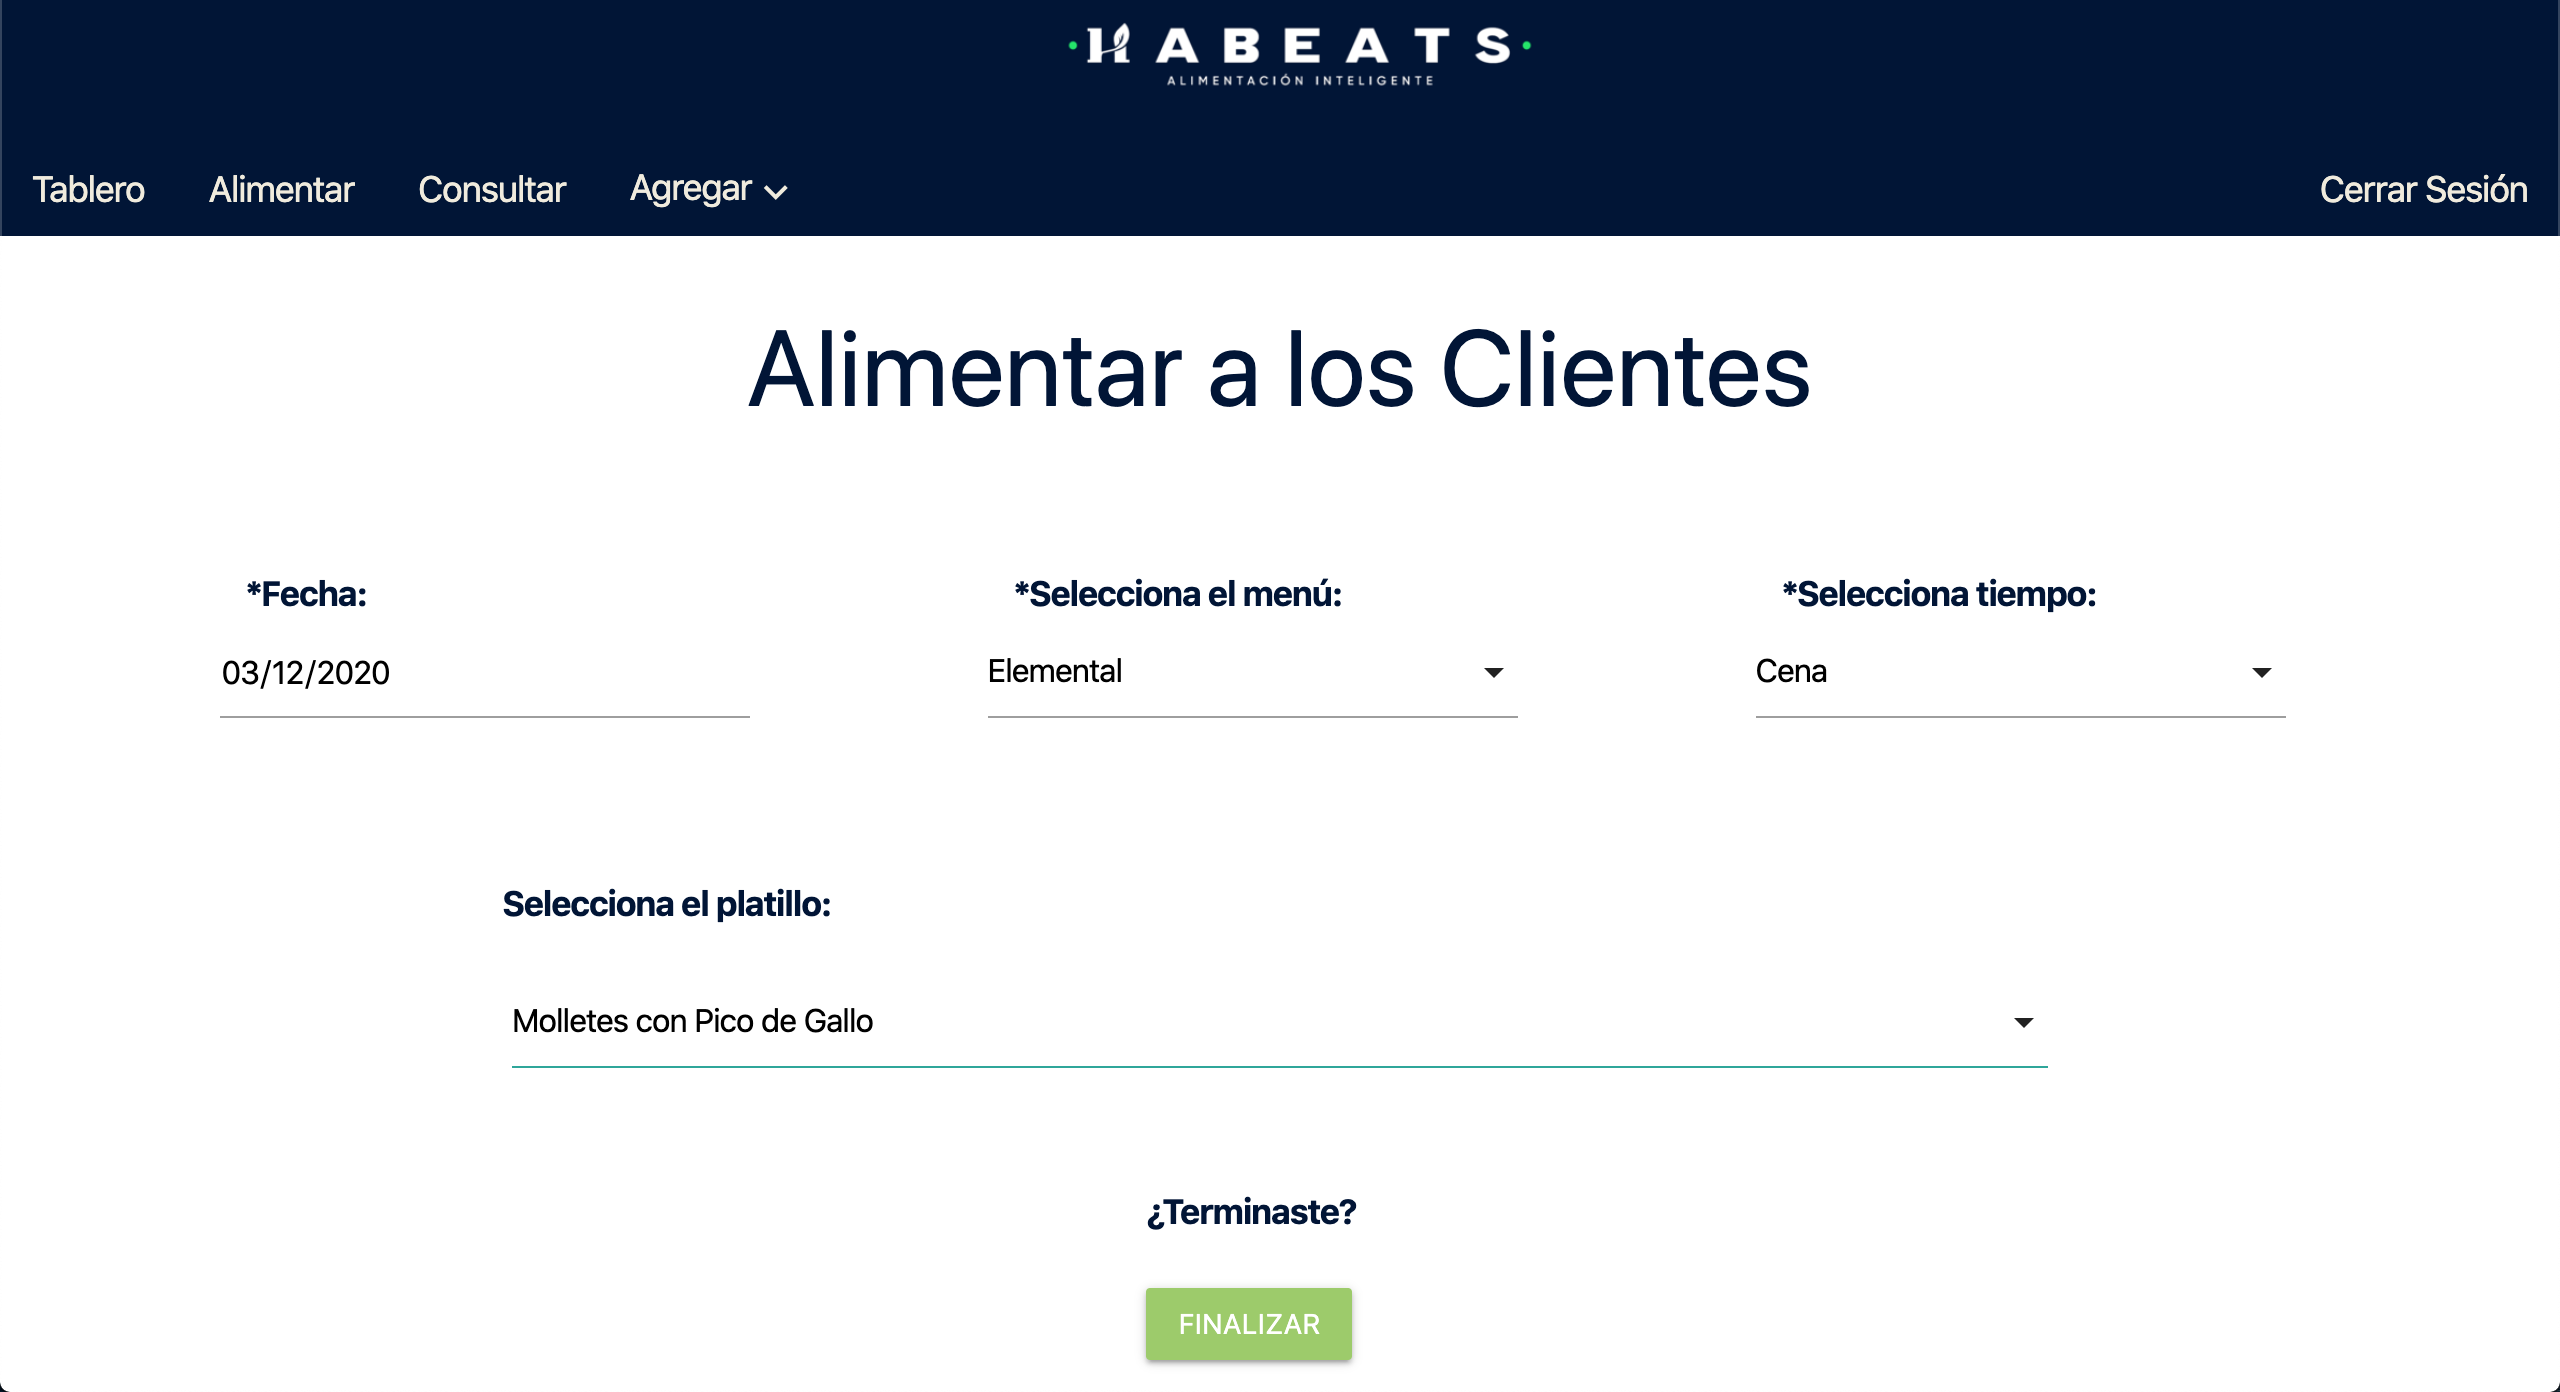 HABEATS
ALIMENTACIÓN INTELIGENTE
Tablero Alimentar Consultar Agregar Cerrar Sesión
Alimentar a los Clientes
*Fecha: *Selecciona el menú: *Selecciona tiempo:
03/12/2020 Elemental Cena
Selecciona el platillo:
Molletes con Pico de Gallo
¿Terminaste?
FINALIZAR